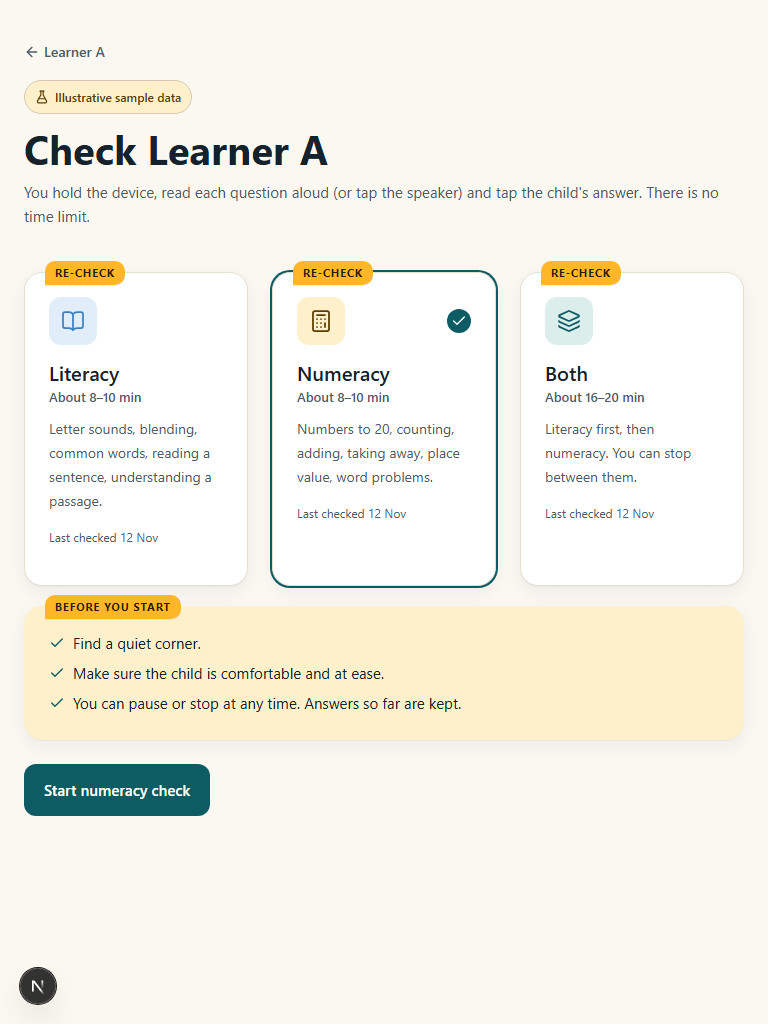 Learner A
Illustrative sample data
Check Learner A
You hold the device, read each question aloud (or tap the speaker) and tap the child's answer. There is no
time limit.
RE-CHECK
Literacy
About 8–10 min
Letter sounds, blending,
common words, reading a
sentence, understanding a
passage.
Last checked 12 Nov
RE-CHECK
Numeracy
About 8–10 min
Numbers to 20, counting,
adding, taking away, place
value, word problems.
Last checked 12 Nov
RE-CHECK
Both
About 16–20 min
Literacy first, then
numeracy. You can stop
between them.
Last checked 12 Nov
BEFORE YOU START
Find a quiet corner.
Make sure the child is comfortable and at ease.
You can pause or stop at any time. Answers so far are kept.
Start numeracy check
N